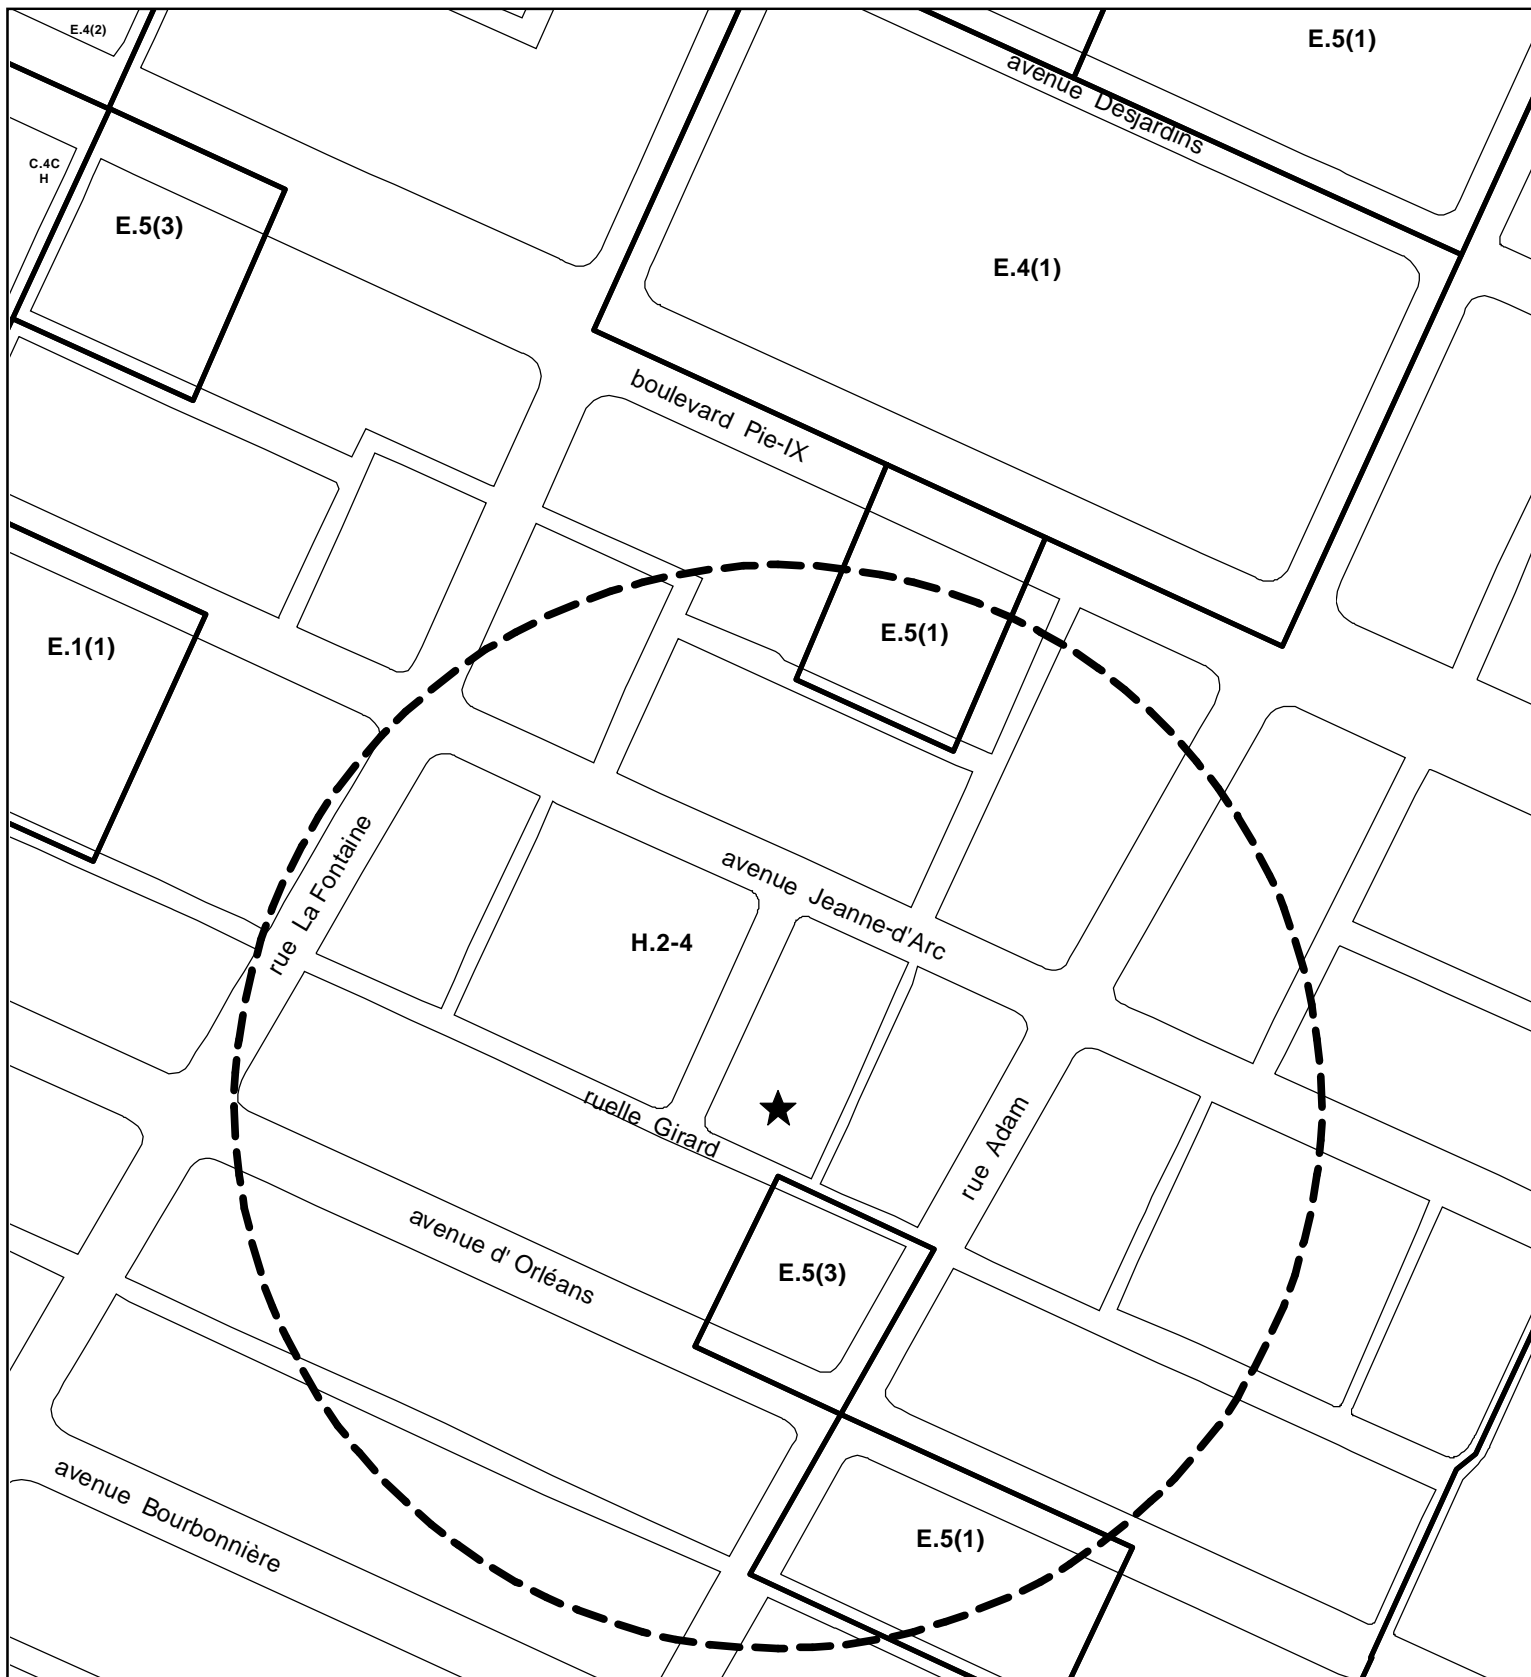 E.4(2)
E.5(1)
avenue Desjardins
C.4C
H
E.5(3)
E.4(1)
boulevard Pie-IX
E.5(1)
E.1(1)
rue La Fontaine
avenue Jeanne-d'Arc
H.2-4
ruelle Girard
rue Adam
avenue d' Orléans
E.5(3)
avenue Bourbonnière
E.5(1)